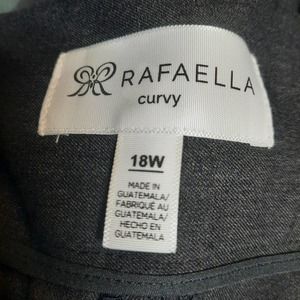 RAFAELLA
curvy
18W
MADE IN
GUATEMALA/
FABRIQUÉ AU
GUATEMALA/
HECHO EN
GUATEMALA